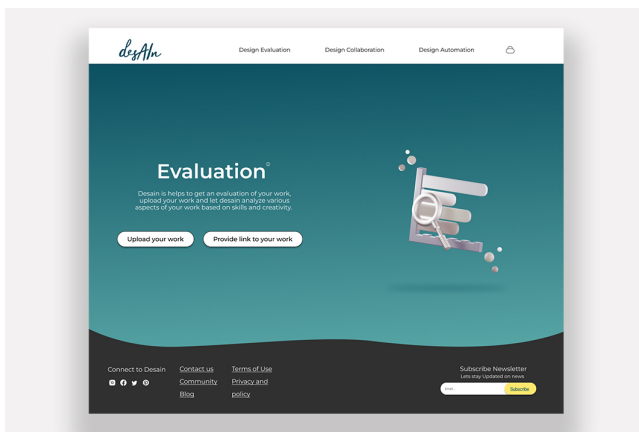 desAIn
Design Evaluation
Design Collaboration
Design Automation
Evaluation
Desain is helps to get an evaluation of your work,
upload your work and let desain analyze various
aspects of your work based on skills and creativity.
Upload your work
Provide link to your work
Connect to Desain
Contact us
Community
Blog
Terms of Use
Privacy and
policy
Subscribe Newsletter
Lets stay Updated on news
Email
Subscribe